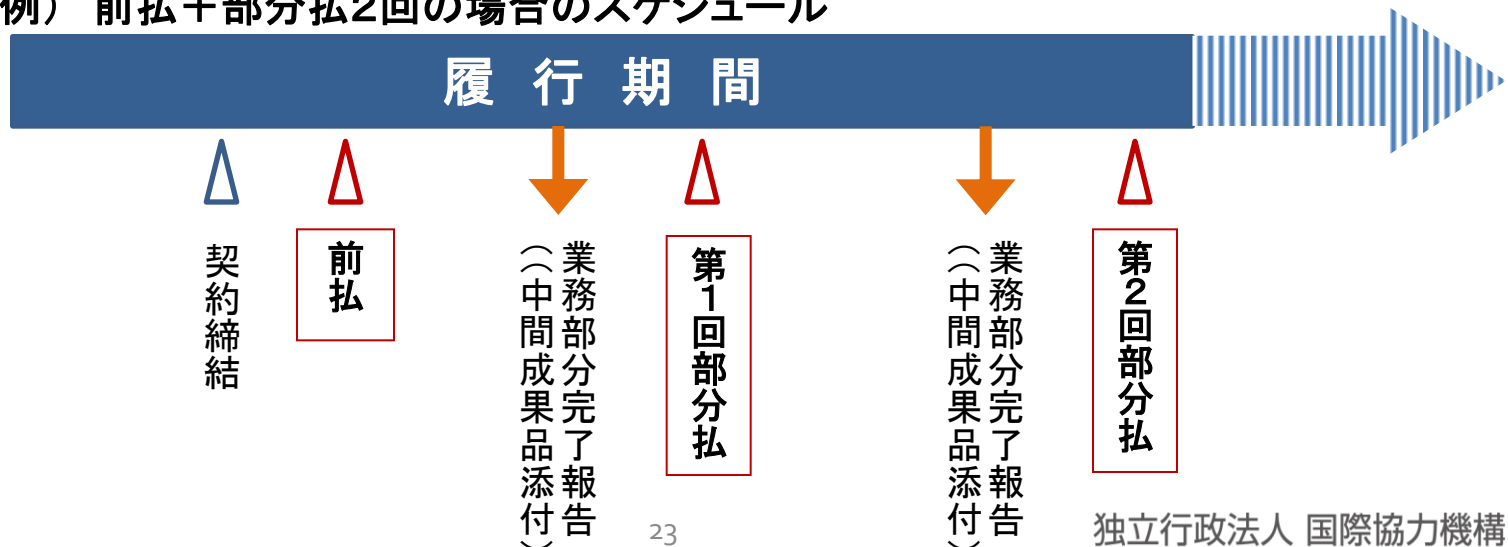 例） 前払＋部分払２回の場合のスケジュール
履 行 期 間
契約締結
前払
業務部分完了報告
（（中間成果品添付）
第１回部分払
業務部分完了報告
（（中間成果品添付）
第２回部分払
23
独立行政法人 国際協力機構